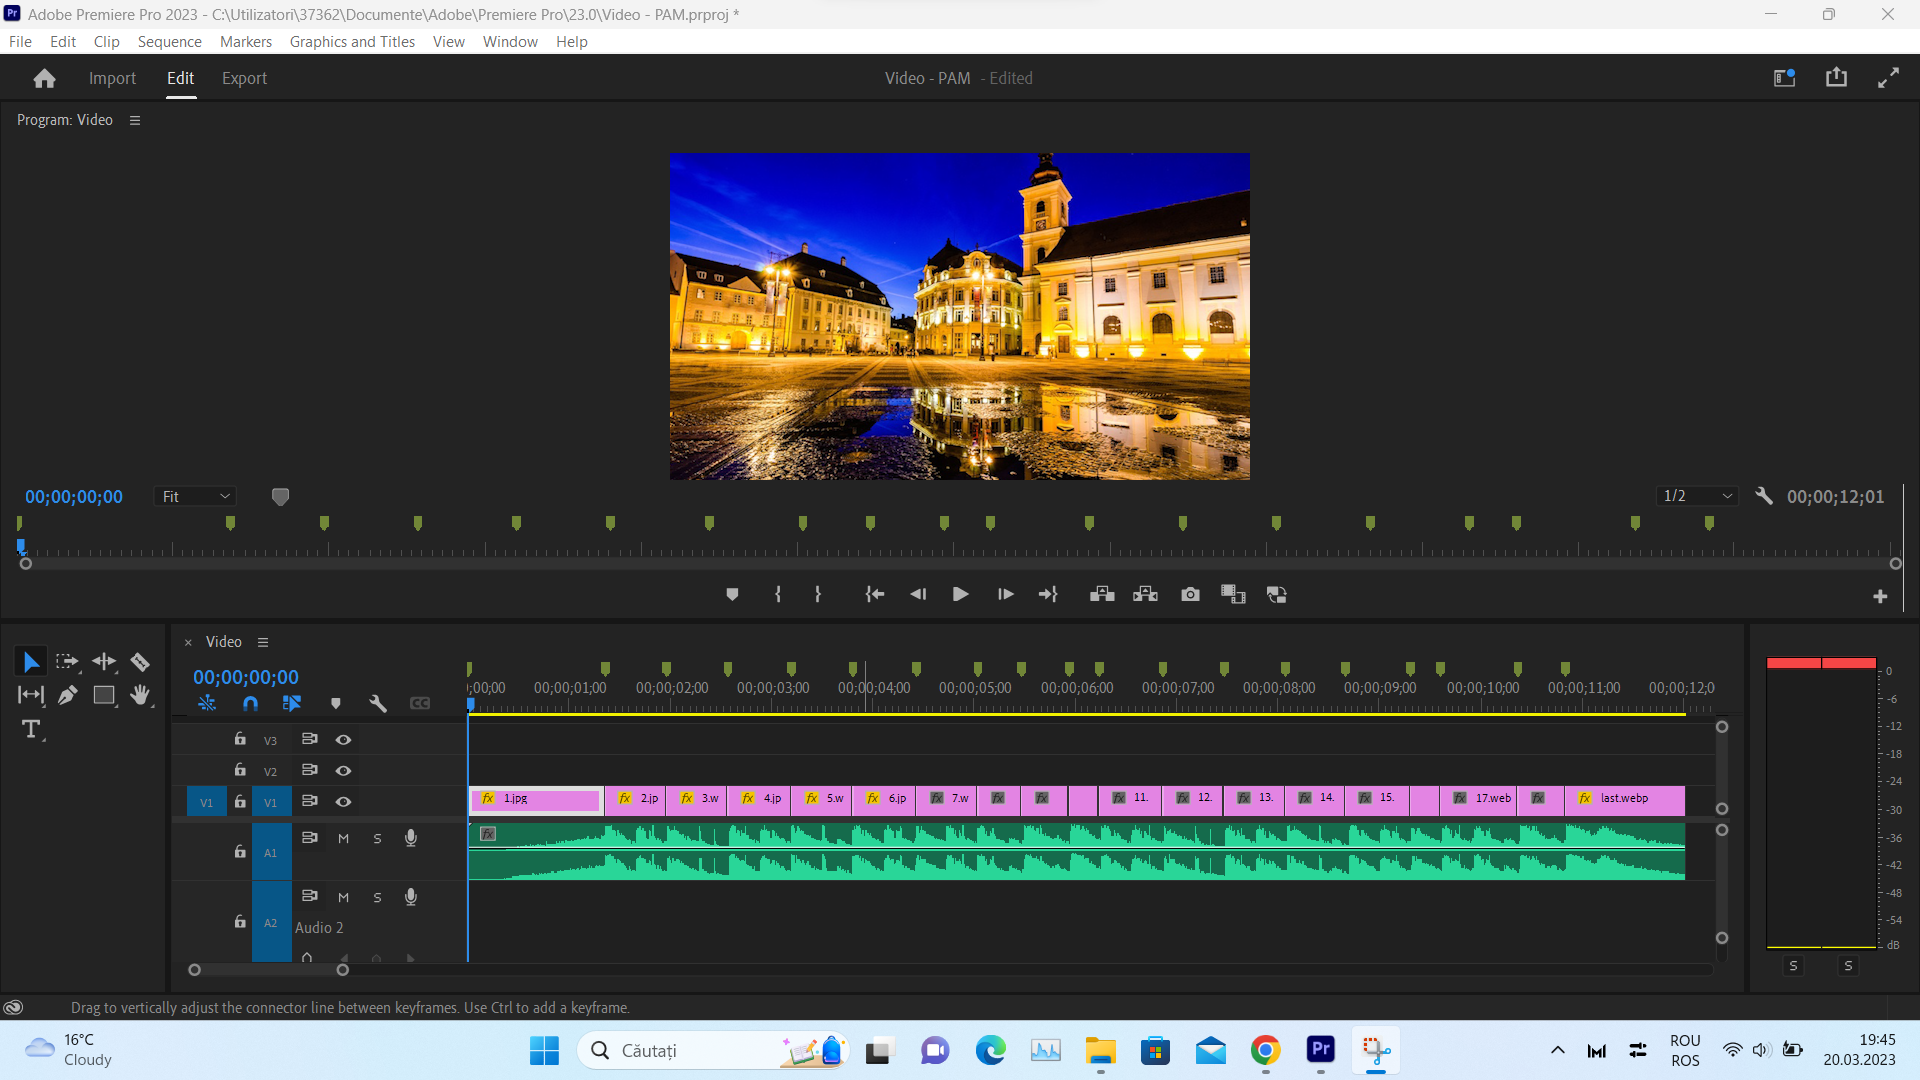 Pr Adobe Premiere Pro 2023 - C:\Utilizatori\37362\Documente\Adobe\Premiere Pro\23.0\Video - PAM.prproj *
File Edit Clip Sequence Markers Graphics and Titles View Window Help
Import Edit Export Video - PAM - Edited
Program: Video
00;00;00;00 Fit 1/2 00;00;12;01
× Video
00;00;00;00
;00;00 00;00;01;00 00;00;02;00 00;00;03;00 00;00;04;00 00;00;05;00 00;00;06;00 00;00;07;00 00;00;08;00 00;00;09;00 00;00;10;00 00;00;11;00 00;00;12;0
CC
T
V3
V2
V1 V1 fx 1.jpg fx 2.jp fx 3.w fx 4.jp fx 5.w fx 6.jp fx 7.w fx fx fx 11. fx 12. fx 13. fx 14. fx 15. fx 17.web fx fx last.webp
A1 M S fx
A2 M S
Audio 2
0
-6
-12
-18
-24
-30
-36
-42
-48
-54
dB
S S
Drag to vertically adjust the connector line between keyframes. Use Ctrl to add a keyframe.
16°C
Cloudy
Căutați
Pr
ROU
ROS
19:45
20.03.2023